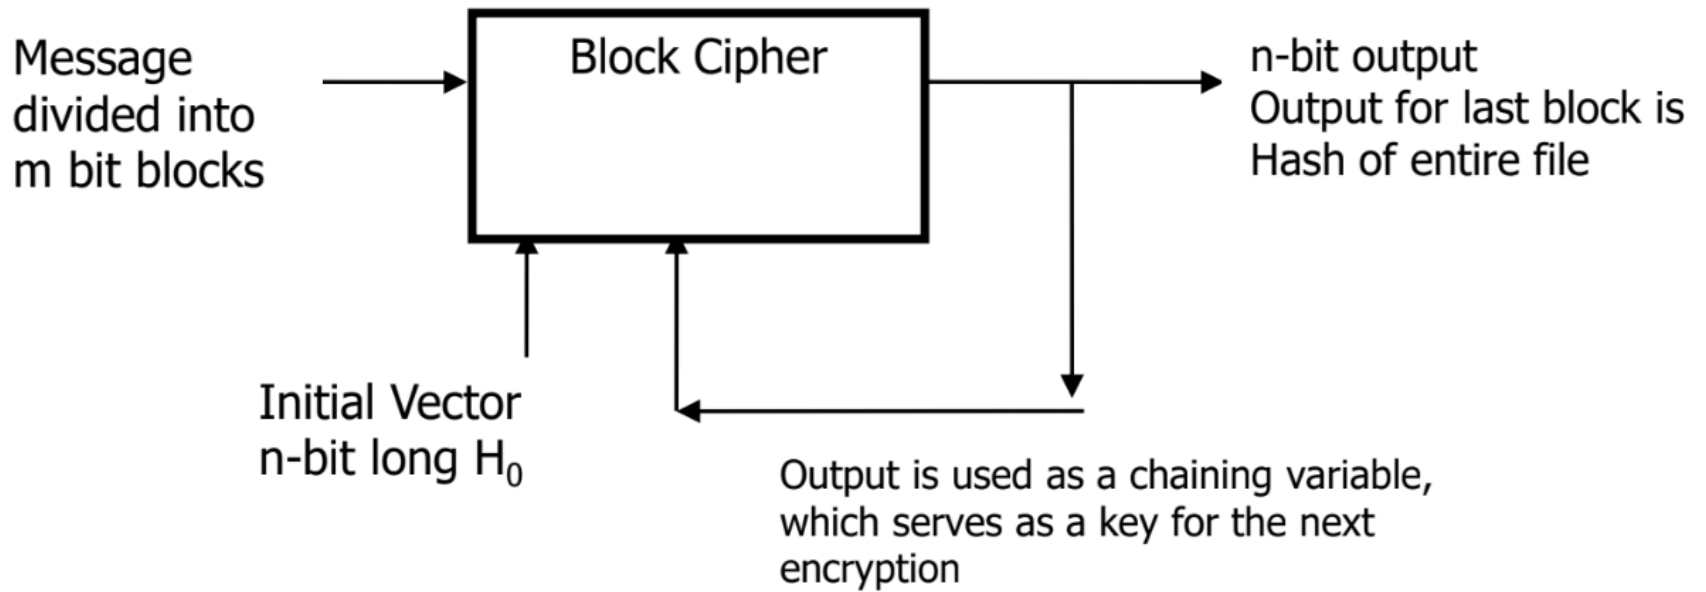 Message
divided into
m bit blocks
Block Cipher
n-bit output
Output for last block is
Hash of entire file
Initial Vector
n-bit long H₀
Output is used as a chaining variable,
which serves as a key for the next
encryption